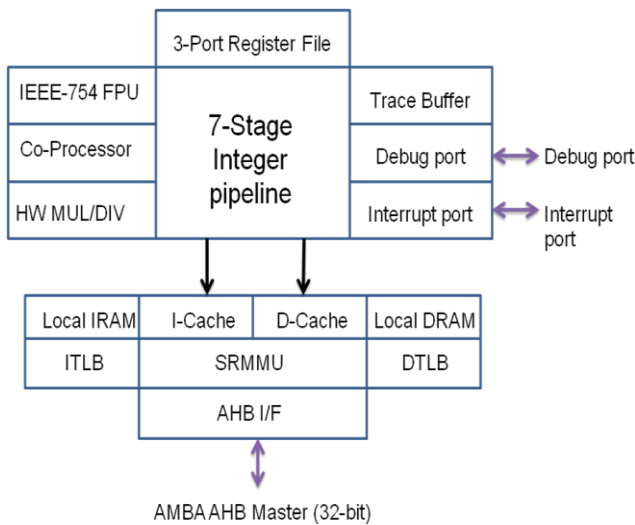 3-Port Register File
IEEE-754 FPU
Co-Processor
HW MUL/DIV
7-Stage
Integer
pipeline
Trace Buffer
Debug port
Interrupt port
Debug port
Interrupt
port
Local IRAM
I-Cache
D-Cache
Local DRAM
ITLB
SRMMU
DTLB
AHB I/F
AMBA AHB Master (32-bit)